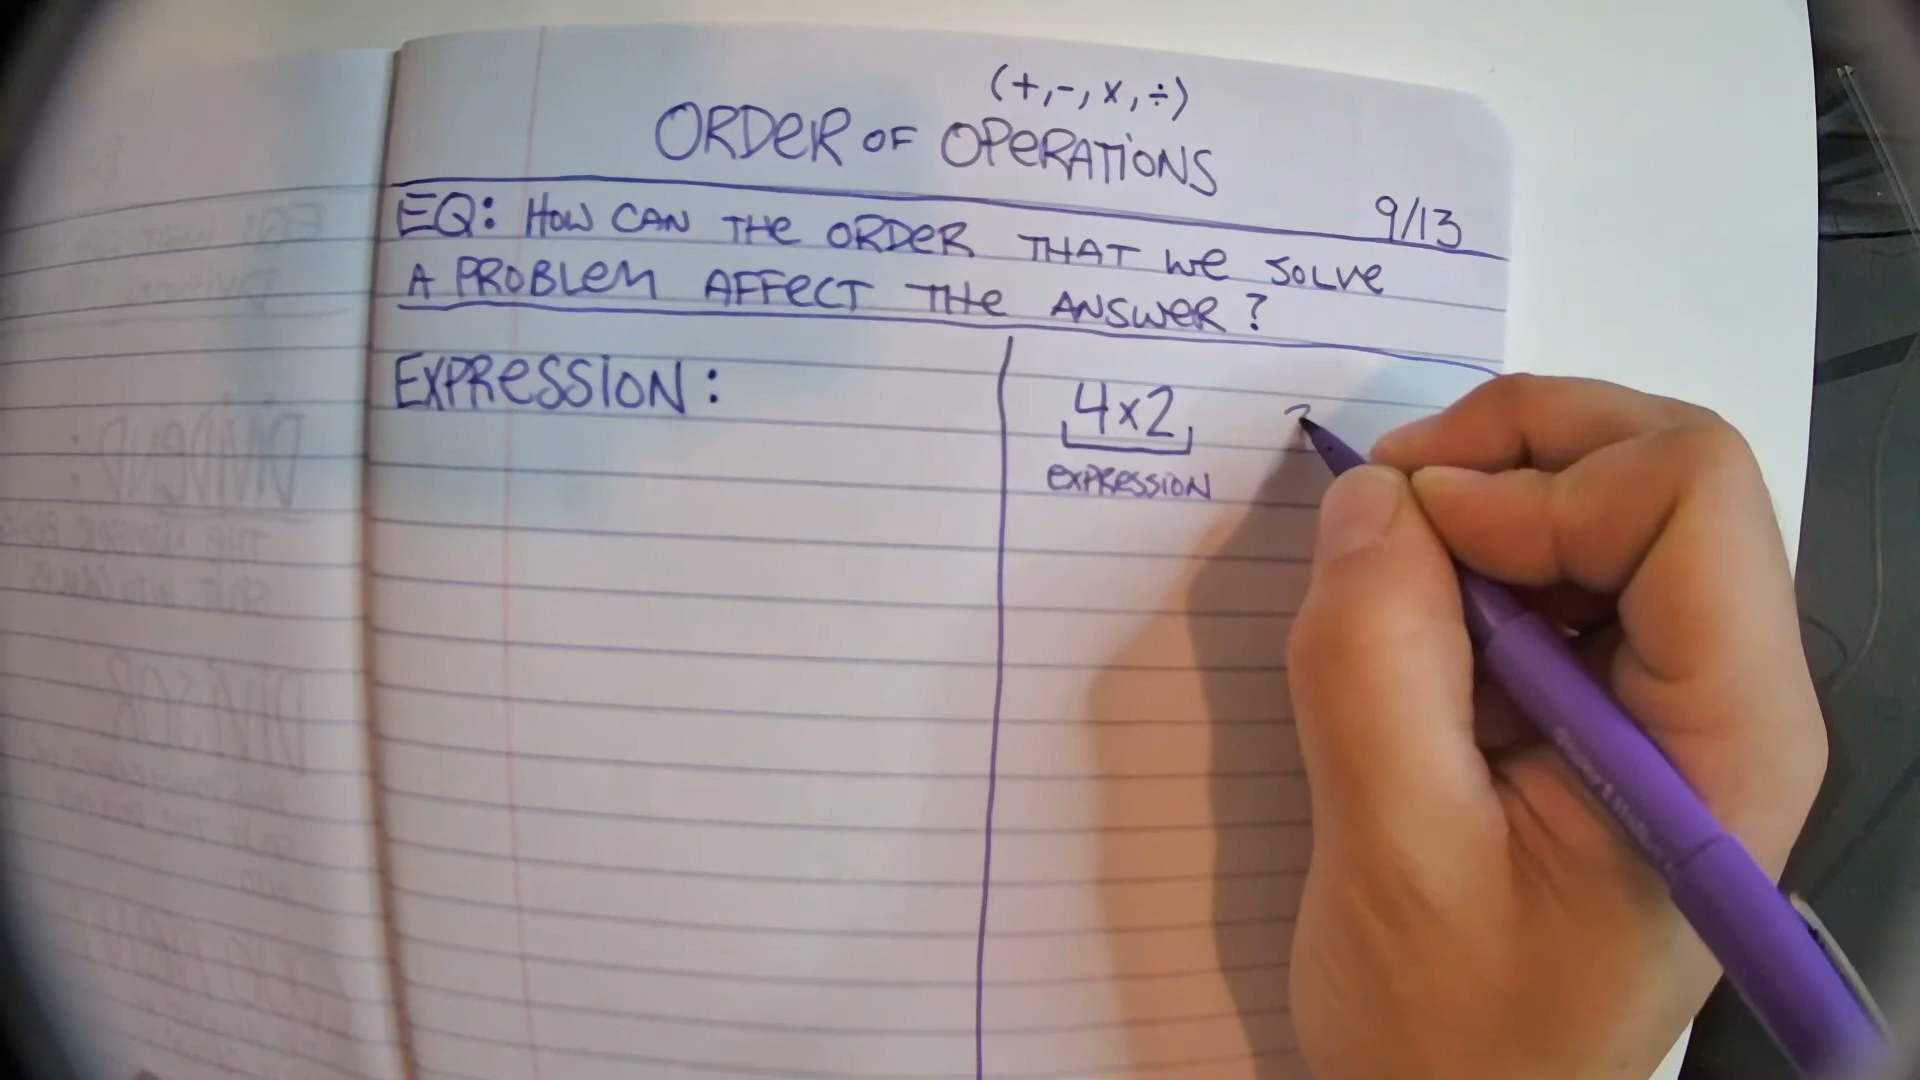 (+,-,x,÷)
ORDER OF OPERATIONS
9/13
EQ: HOW CAN THE ORDER THAT WE SOLVE
A PROBLEM AFFECT THE ANSWER?
EXPRESSION:
4x2
EXPRESSION